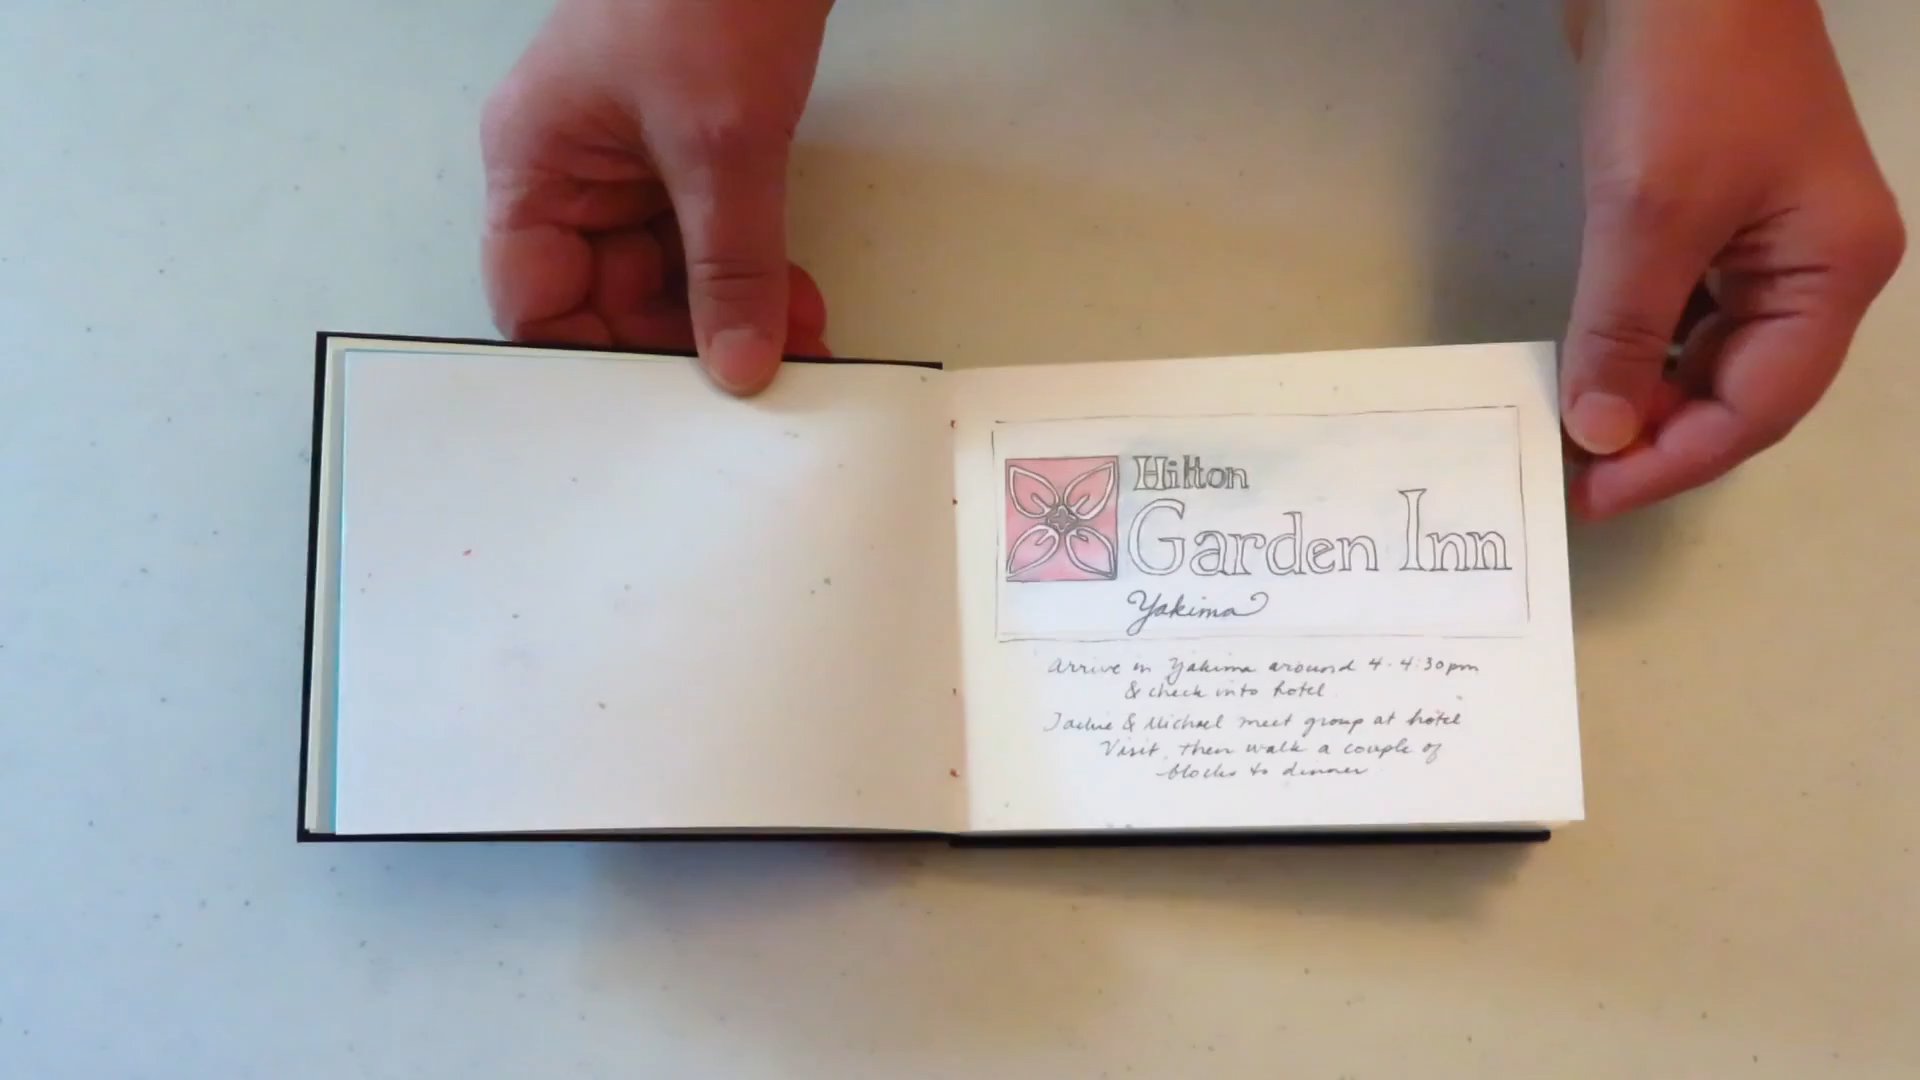 Hilton
Garden Inn
Yakima
Arrive in Yakima around 4-4:30pm
& check into hotel
Jackie & Michael meet group at hotel
Visit, then walk a couple of
blocks to dinner